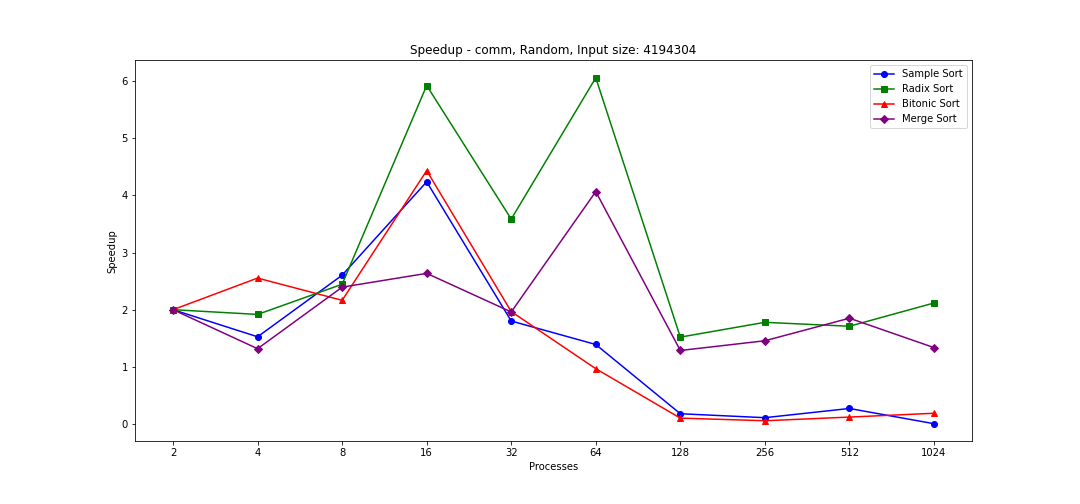 Speedup - comm, Random, Input size: 4194304
Sample Sort
Radix Sort
Bitonic Sort
Merge Sort
Speedup
6
5
4
3
2
1
0
2 4 8 16 32 64 128 256 512 1024
Processes